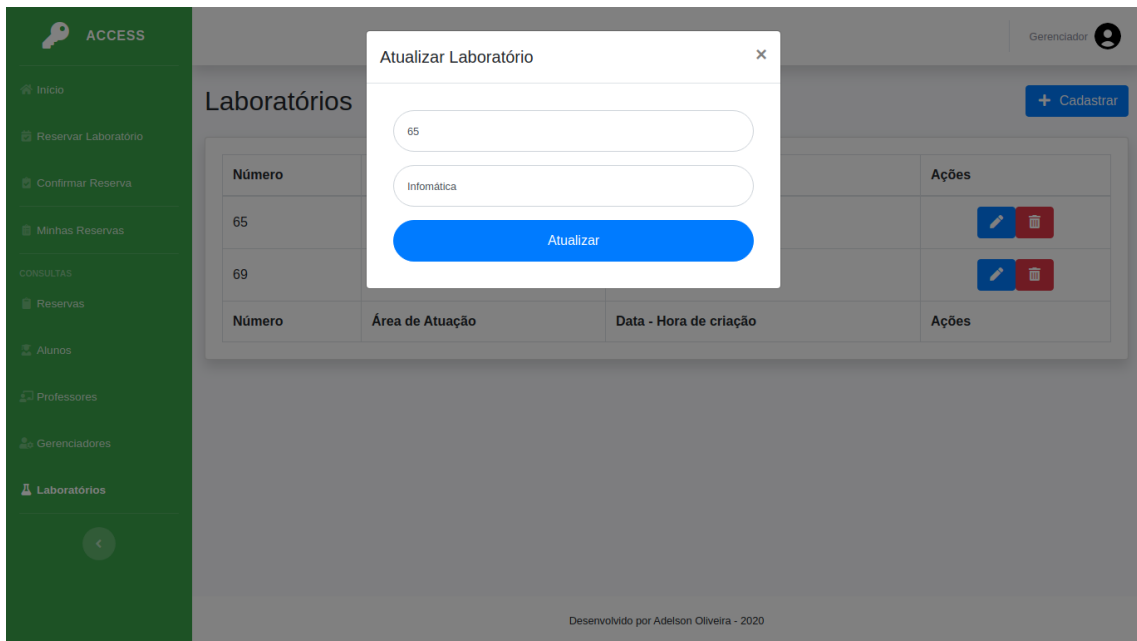 ACCESS
Gerenciador
Atualizar Laboratório
×
Início
Laboratórios
+ Cadastrar
65
Reservar Laboratório
Número
Ações
Confirmar Reserva
Infomática
65
Minhas Reservas
Atualizar
CONSULTAS
69
Reservas
Número Área de Atuação Data - Hora de criação Ações
Alunos
Professores
Gerenciadores
Laboratórios
Desenvolvido por Adelson Oliveira - 2020